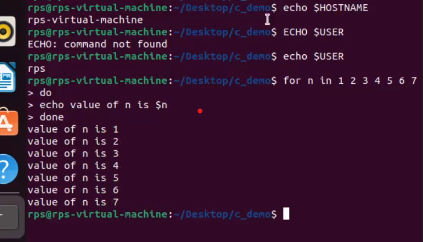 rps@rps-virtual-machine:~/Desktop/c_demo$ echo $HOSTNAME
rps-virtual-machine
rps@rps-virtual-machine:~/Desktop/c_demo$ ECHO $USER
ECHO: command not found
rps@rps-virtual-machine:~/Desktop/c_demo$ echo $USER
rps
rps@rps-virtual-machine:~/Desktop/c_demo$ for n in 1 2 3 4 5 6 7
> do
> echo value of n is $n
> done
value of n is 1
value of n is 2
value of n is 3
value of n is 4
value of n is 5
value of n is 6
value of n is 7
rps@rps-virtual-machine:~/Desktop/c_demo$